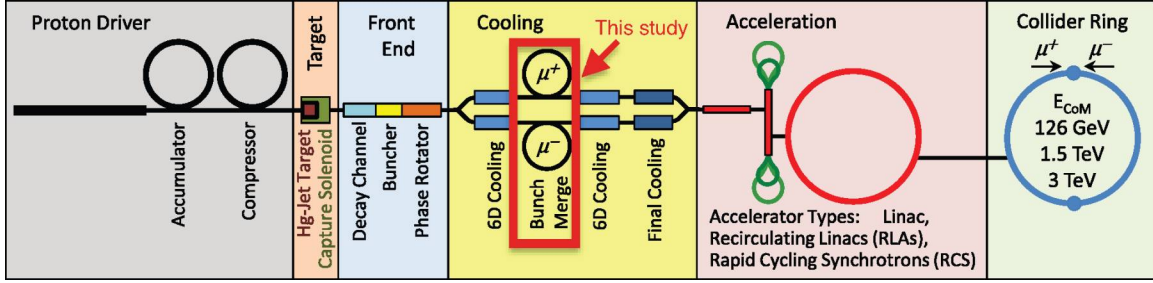 Proton Driver
Accumulator
Compressor
Target
Hg-Jet Target
Capture Solenoid
Front
End
Decay Channel
Buncher
Phase Rotator
Cooling
This study
μ+
μ−
6D Cooling
Bunch
Merge
6D Cooling
Final Cooling
Acceleration
Accelerator Types: Linac,
Recirculating Linacs (RLAs),
Rapid Cycling Synchrotrons (RCS)
Collider Ring
μ+ μ−
ECoM
126 GeV
1.5 TeV
3 TeV